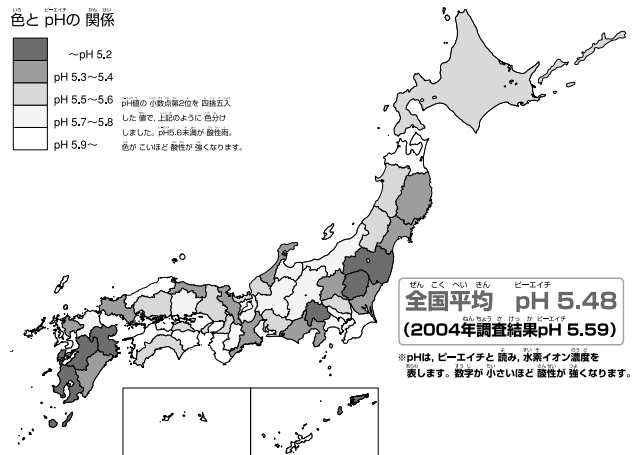 色と pHの 関係
～pH 5.2
pH 5.3～5.4
pH 5.5～5.6
pH 5.7～5.8
pH 5.9～
pH値の 小数点第2位を 四捨五入
した 値で、上記のように 色分け
しました。pH5.6未満が 酸性雨。
色が こいほど 酸性が 強くなります。
全国平均 pH 5.48
(2004年調査結果pH 5.59)
※pHは, ピーエイチと 読み, 水素イオン濃度を
表します。数字が 小さいほど 酸性が 強くなります。